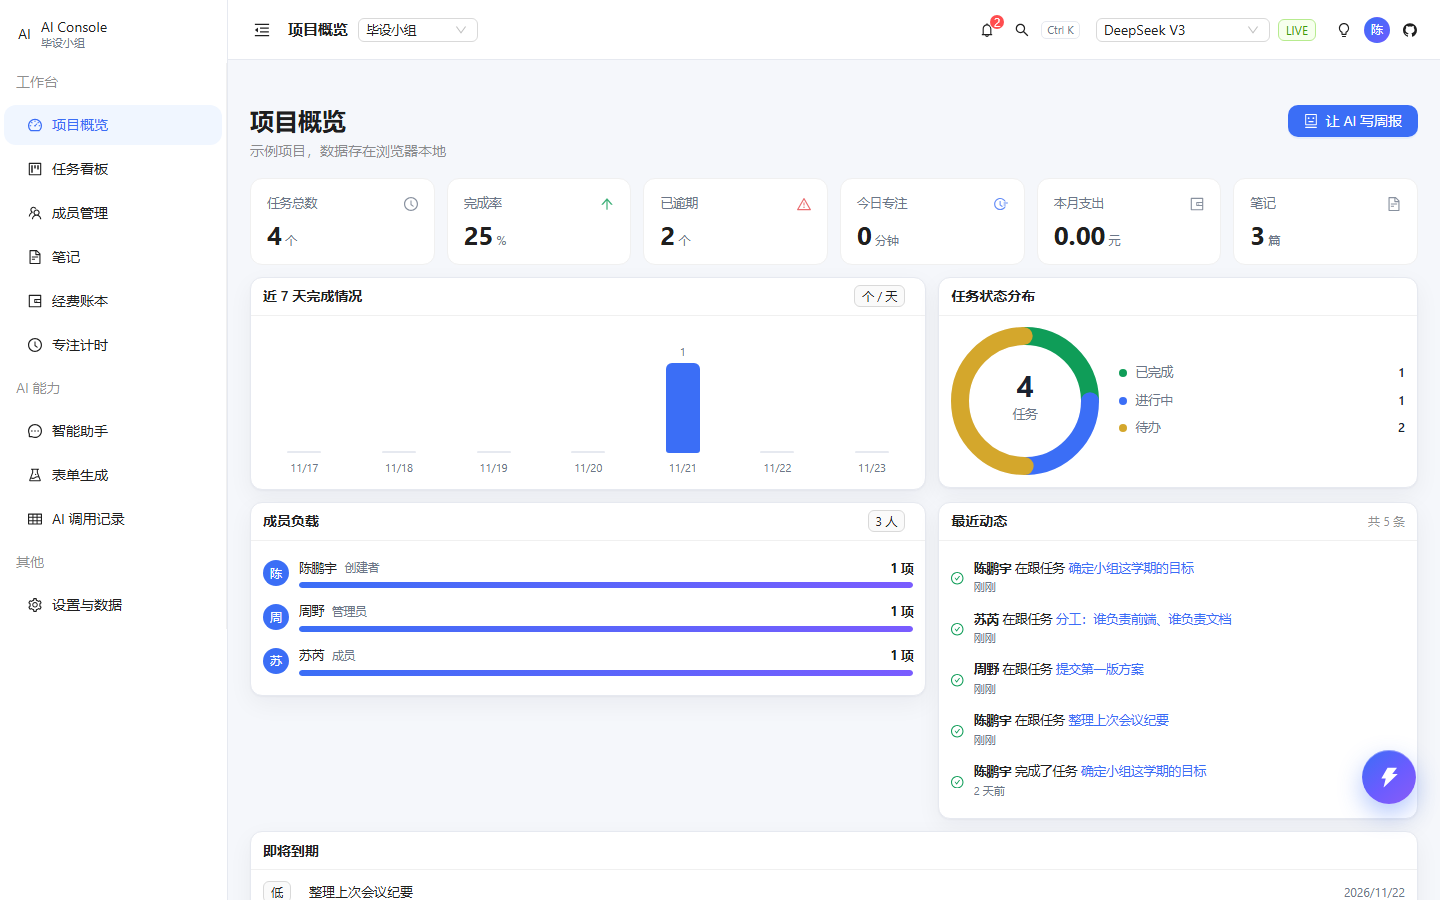 AI
AI Console
毕设小组
工作台
项目概览
任务看板
成员管理
笔记
经费账本
专注计时
AI 能力
智能助手
表单生成
AI 调用记录
其他
设置与数据
项目概览
毕设小组
2
Ctrl K
DeepSeek V3
LIVE
陈
项目概览
示例项目，数据存在浏览器本地
让 AI 写周报
任务总数
4 个
完成率
25 %
已逾期
2 个
今日专注
0 分钟
本月支出
0.00 元
笔记
3 篇
近 7 天完成情况
个 / 天
1
11/17
11/18
11/19
11/20
11/21
11/22
11/23
任务状态分布
4
任务
已完成 1
进行中 1
待办 2
成员负载
3 人
陈
陈鹏宇 创建者 1 项
周
周野 管理员 1 项
苏
苏芮 成员 1 项
最近动态
共 5 条
陈鹏宇 在跟任务 确定小组这学期的目标
刚刚
苏芮 在跟任务 分工：谁负责前端、谁负责文档
刚刚
周野 在跟任务 提交第一版方案
刚刚
陈鹏宇 在跟任务 整理上次会议纪要
刚刚
陈鹏宇 完成了任务 确定小组这学期的目标
2 天前
即将到期
低 整理上次会议纪要 2026/11/22